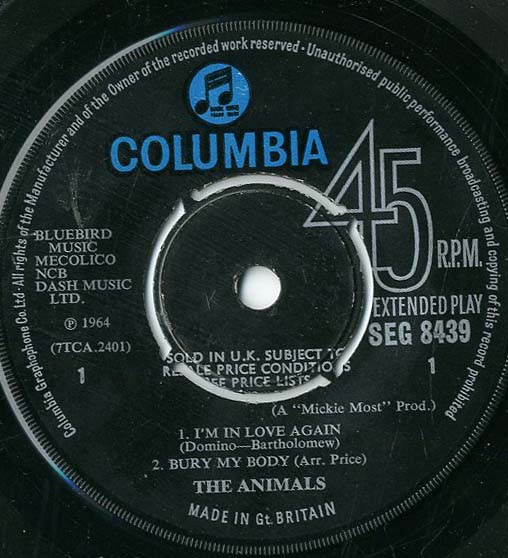 Columbia Graphophone Co. Ltd · All rights of the Manufacturer and of the Owner of the recorded work reserved · Unauthorised public performance broadcasting and copying of this record prohibited
COLUMBIA
45
R.P.M.
EXTENDED PLAY
SEG 8439
BLUEBIRD
MUSIC
MECOLICO
NCB
DASH MUSIC
LTD.
℗ 1964
(7TCA.2401)
1
1
SOLD IN U.K. SUBJECT TO
RESALE PRICE CONDITIONS
SEE PRICE LISTS
(A "Mickie Most" Prod.)
1. I'M IN LOVE AGAIN
(Domino—Bartholomew)
2. BURY MY BODY (Arr. Price)
THE ANIMALS
MADE IN Gt. BRITAIN